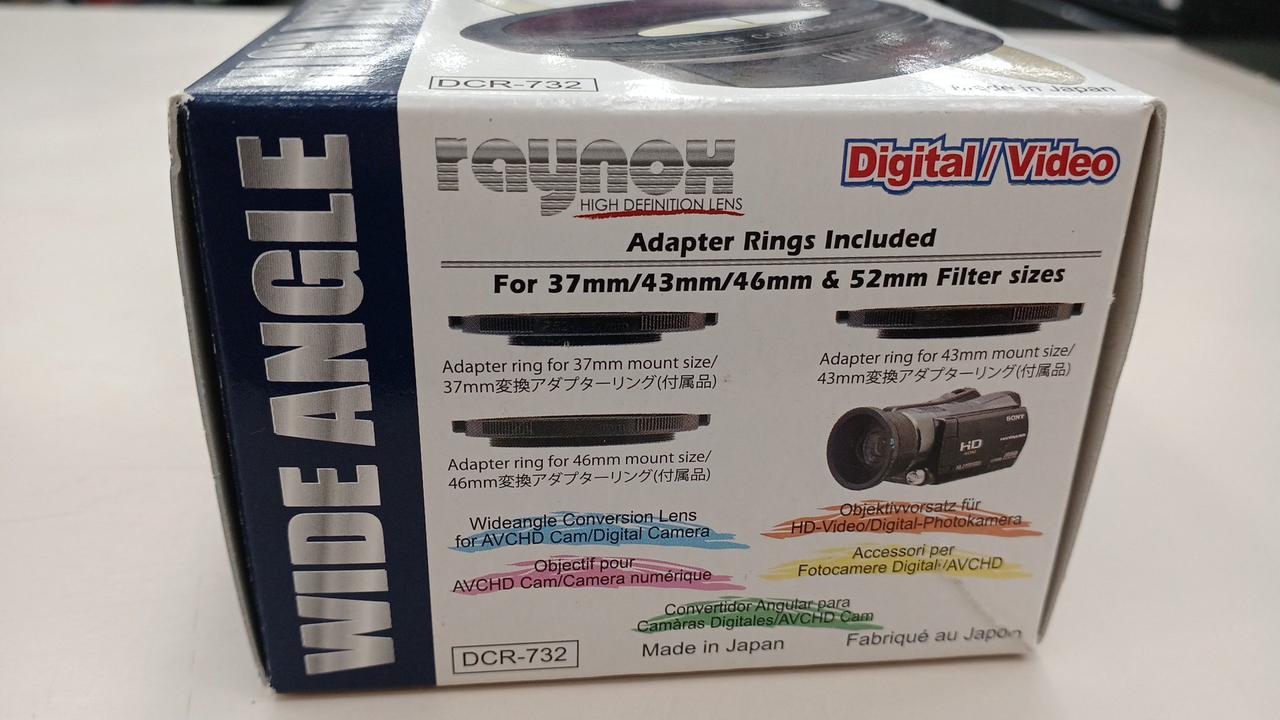 DCR-732
Made in Japan
WIDE ANGLE
raynox
HIGH DEFINITION LENS
Digital/Video
Adapter Rings Included
For 37mm/43mm/46mm & 52mm Filter sizes
Adapter ring for 37mm mount size/
37mm変換アダプターリング(付属品)
Adapter ring for 43mm mount size/
43mm変換アダプターリング(付属品)
Adapter ring for 46mm mount size/
46mm変換アダプターリング(付属品)
SONY
HD
Wideangle Conversion Lens
for AVCHD Cam/Digital Camera
Objektivvorsatz für
HD-Video/Digital-Photokamera
Objectif pour
AVCHD Cam/Camera numérique
Accessori per
Fotocamere Digital·/AVCHD
Convertidor Angular para
Camàras Digitales/AVCHD Cam
DCR-732
Made in Japan
Fabriqué au Japon